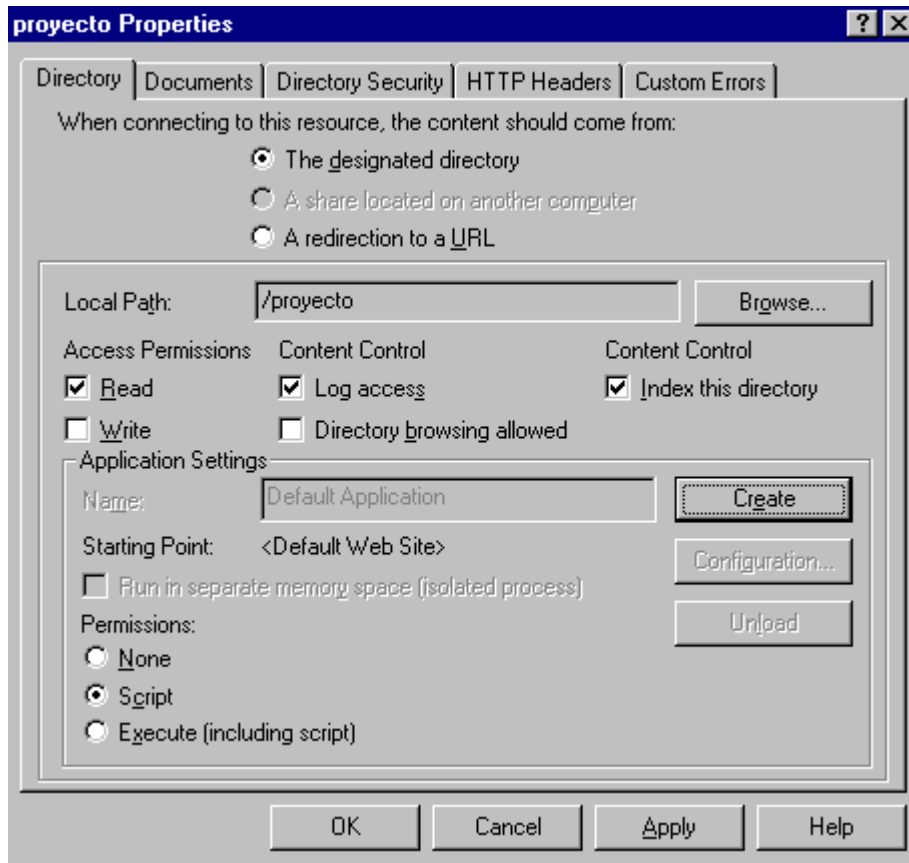 proyecto Properties
Directory Documents Directory Security HTTP Headers Custom Errors
When connecting to this resource, the content should come from:
The designated directory
A share located on another computer
A redirection to a URL
Local Path: /proyecto Browse...
Access Permissions Content Control Content Control
Read Log access Index this directory
Write Directory browsing allowed
Application Settings
Name: Default Application Create
Starting Point: <Default Web Site> Configuration...
Run in separate memory space (isolated process)
Permissions: Unload
None
Script
Execute (including script)
OK Cancel Apply Help